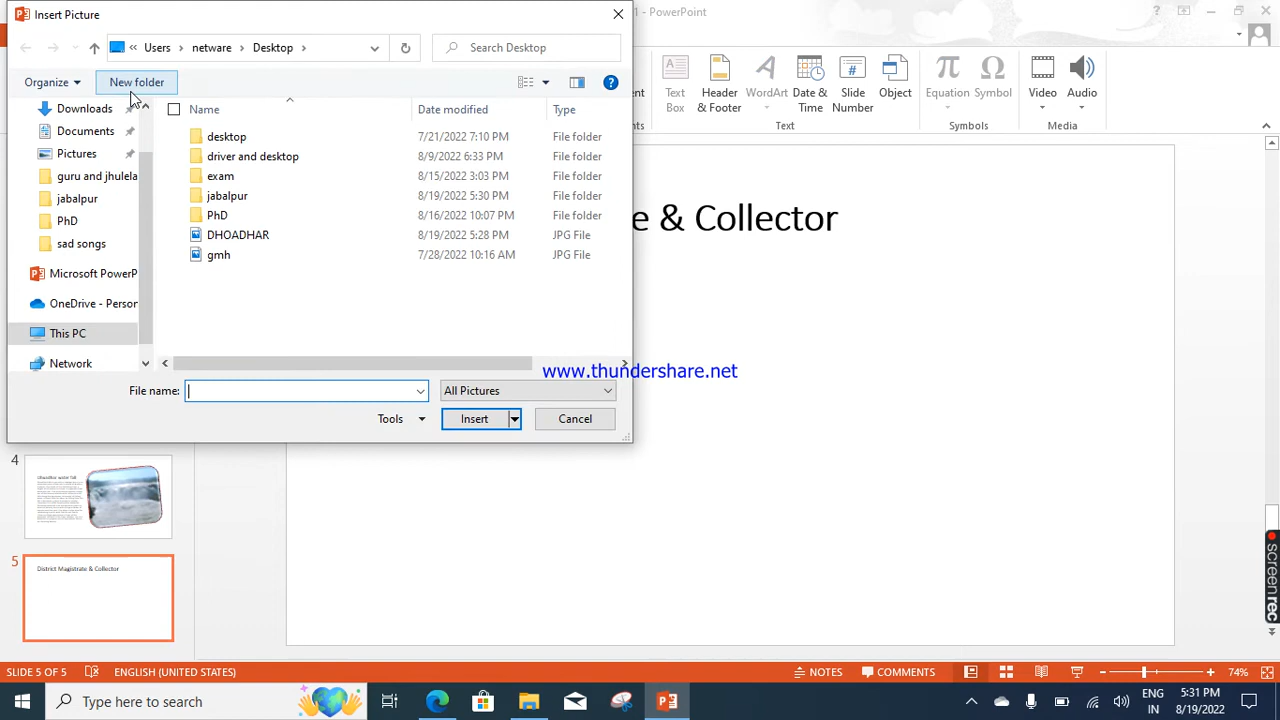 Insert Picture
1 - PowerPoint
« Users › netware › Desktop ›
Search Desktop
Organize
New folder
Name
Date modified
Type
desktop 7/21/2022 7:10 PM File folder
driver and desktop 8/9/2022 6:33 PM File folder
exam 8/15/2022 3:03 PM File folder
jabalpur 8/19/2022 5:30 PM File folder
PhD 8/16/2022 10:07 PM File folder
DHOADHAR 8/19/2022 5:28 PM JPG File
gmh 7/28/2022 10:16 AM JPG File
Downloads
Documents
Pictures
guru and jhulela
jabalpur
PhD
sad songs
Microsoft PowerP
OneDrive - Person
This PC
Network
File name:
All Pictures
Tools
Insert
Cancel
Text Box
Header & Footer
WordArt
Date & Time
Slide Number
Object
Equation
Symbol
Video
Audio
nts
Text
Symbols
Media
e & Collector
www.thundershare.net
4
5
District Magistrate & Collector
screenrec
SLIDE 5 OF 5
ENGLISH (UNITED STATES)
NOTES
COMMENTS
74%
Type here to search
ENG
IN
5:31 PM
8/19/2022